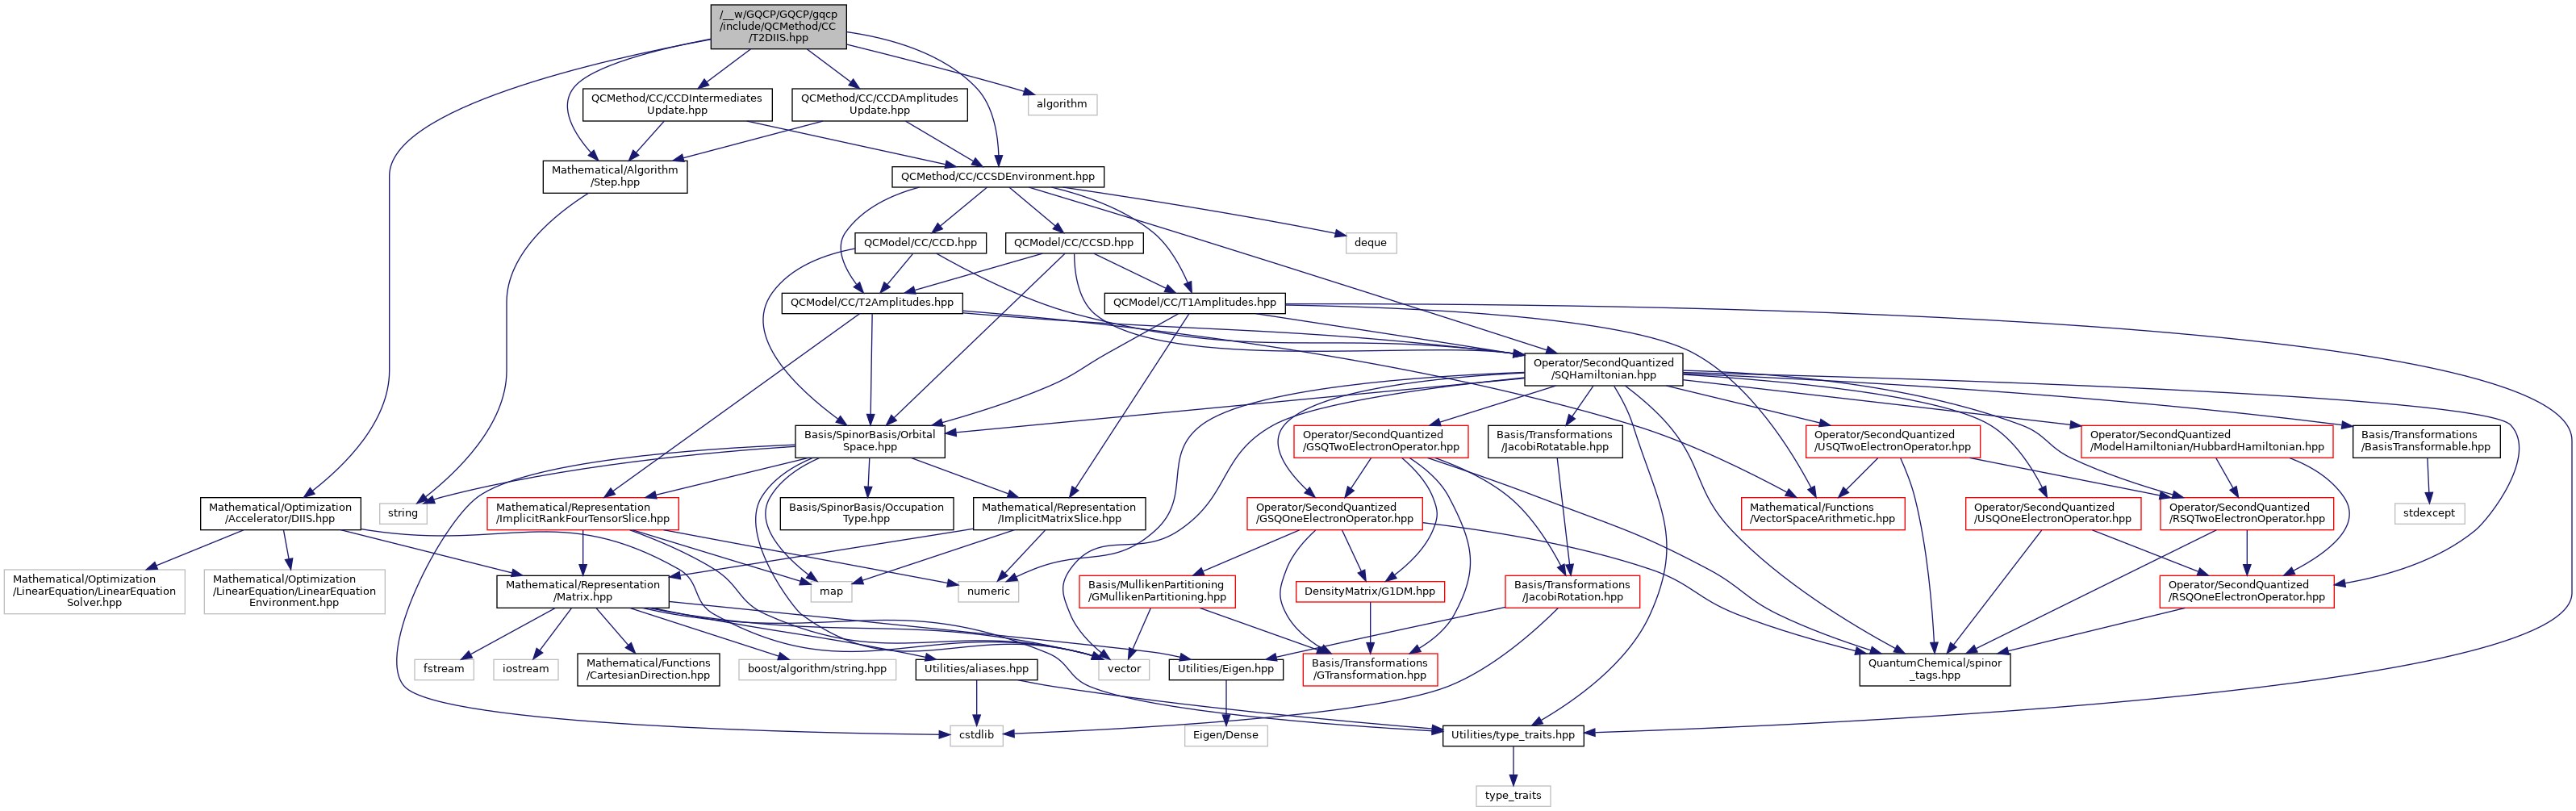 /__w/GQCP/GQCP/gqcp
/include/QCMethod/CC
/T2DIIS.hpp
QCMethod/CC/CCDIntermediates
Update.hpp
QCMethod/CC/CCDAmplitudes
Update.hpp
algorithm
Mathematical/Algorithm
/Step.hpp
QCMethod/CC/CCSDEnvironment.hpp
QCModel/CC/CCD.hpp
QCModel/CC/CCSD.hpp
deque
QCModel/CC/T2Amplitudes.hpp
QCModel/CC/T1Amplitudes.hpp
Operator/SecondQuantized
/SQHamiltonian.hpp
Basis/SpinorBasis/Orbital
Space.hpp
Operator/SecondQuantized
/GSQTwoElectronOperator.hpp
Basis/Transformations
/JacobiRotatable.hpp
Operator/SecondQuantized
/USQTwoElectronOperator.hpp
Operator/SecondQuantized
/ModelHamiltonian/HubbardHamiltonian.hpp
Basis/Transformations
/BasisTransformable.hpp
Mathematical/Optimization
/Accelerator/DIIS.hpp
string
Mathematical/Representation
/ImplicitRankFourTensorSlice.hpp
Basis/SpinorBasis/Occupation
Type.hpp
Mathematical/Representation
/ImplicitMatrixSlice.hpp
Operator/SecondQuantized
/GSQOneElectronOperator.hpp
Mathematical/Functions
/VectorSpaceArithmetic.hpp
Operator/SecondQuantized
/USQOneElectronOperator.hpp
Operator/SecondQuantized
/RSQTwoElectronOperator.hpp
stdexcept
Mathematical/Optimization
/LinearEquation/LinearEquation
Solver.hpp
Mathematical/Optimization
/LinearEquation/LinearEquation
Environment.hpp
Mathematical/Representation
/Matrix.hpp
map
numeric
Basis/MullikenPartitioning
/GMullikenPartitioning.hpp
DensityMatrix/G1DM.hpp
Basis/Transformations
/JacobiRotation.hpp
Operator/SecondQuantized
/RSQOneElectronOperator.hpp
fstream
iostream
Mathematical/Functions
/CartesianDirection.hpp
boost/algorithm/string.hpp
Utilities/aliases.hpp
vector
Utilities/Eigen.hpp
Basis/Transformations
/GTransformation.hpp
QuantumChemical/spinor
_tags.hpp
cstdlib
Eigen/Dense
Utilities/type_traits.hpp
type_traits